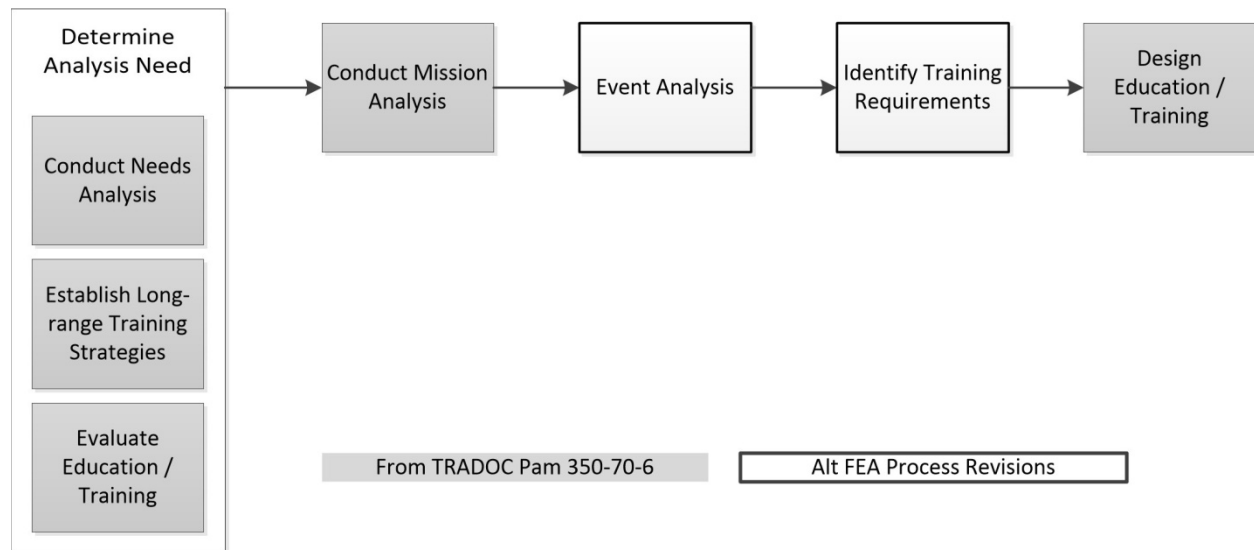 Determine
Analysis Need
Conduct Needs
Analysis
Establish Long-
range Training
Strategies
Evaluate
Education /
Training
Conduct Mission
Analysis
Event Analysis
Identify Training
Requirements
Design
Education /
Training
From TRADOC Pam 350-70-6
Alt FEA Process Revisions